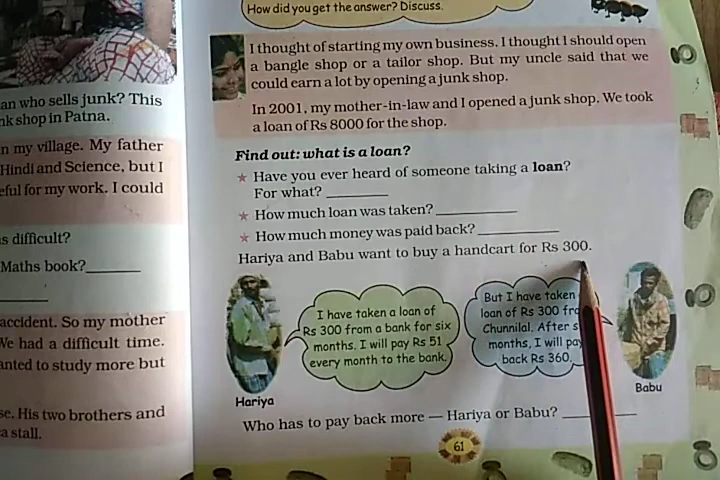 an who sells junk? This
nk shop in Patna.
n my village. My father
Hindi and Science, but I
eful for my work. I could
s difficult?
Maths book?
accident. So my mother
We had a difficult time.
anted to study more but
se. His two brothers and
a stall.
How did you get the answer? Discuss.
I thought of starting my own business. I thought I should open
a bangle shop or a tailor shop. But my uncle said that we
could earn a lot by opening a junk shop.
In 2001, my mother-in-law and I opened a junk shop. We took
a loan of Rs 8000 for the shop.
Find out: what is a loan?
★ Have you ever heard of someone taking a loan?
For what? ________
★ How much loan was taken? ________
★ How much money was paid back? ________
Hariya and Babu want to buy a handcart for Rs 300.
I have taken a loan of
Rs 300 from a bank for six
months. I will pay Rs 51
every month to the bank.
But I have taken
loan of Rs 300 fro
Chunnilal. After s
months, I will pay
back Rs 360.
Hariya
Babu
Who has to pay back more — Hariya or Babu? ________
61